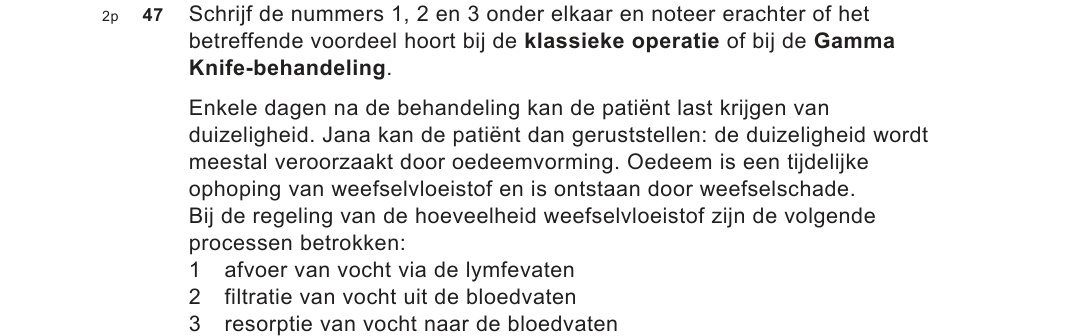 2p 47 Schrijf de nummers 1, 2 en 3 onder elkaar en noteer erachter of het
betreffende voordeel hoort bij de klassieke operatie of bij de Gamma
Knife-behandeling.
Enkele dagen na de behandeling kan de patiënt last krijgen van
duizeligheid. Jana kan de patiënt dan geruststellen: de duizeligheid wordt
meestal veroorzaakt door oedeemvorming. Oedeem is een tijdelijke
ophoping van weefselvloeistof en is ontstaan door weefselschade.
Bij de regeling van de hoeveelheid weefselvloeistof zijn de volgende
processen betrokken:
1 afvoer van vocht via de lymfevaten
2 filtratie van vocht uit de bloedvaten
3 resorptie van vocht naar de bloedvaten